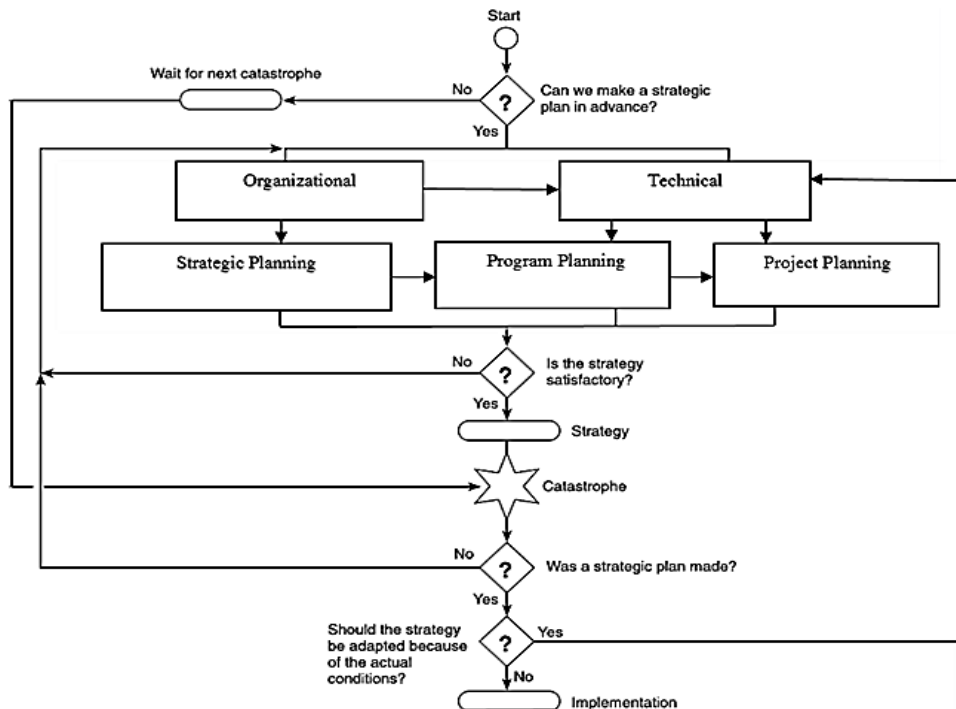 Start
Wait for next catastrophe
No
?
Can we make a strategic
plan in advance?
Yes
Organizational
Technical
Strategic Planning
Program Planning
Project Planning
No
?
Is the strategy
satisfactory?
Yes
Strategy
Catastrophe
No
?
Was a strategic plan made?
Yes
Should the strategy
be adapted because
of the actual
conditions?
?
Yes
No
Implementation